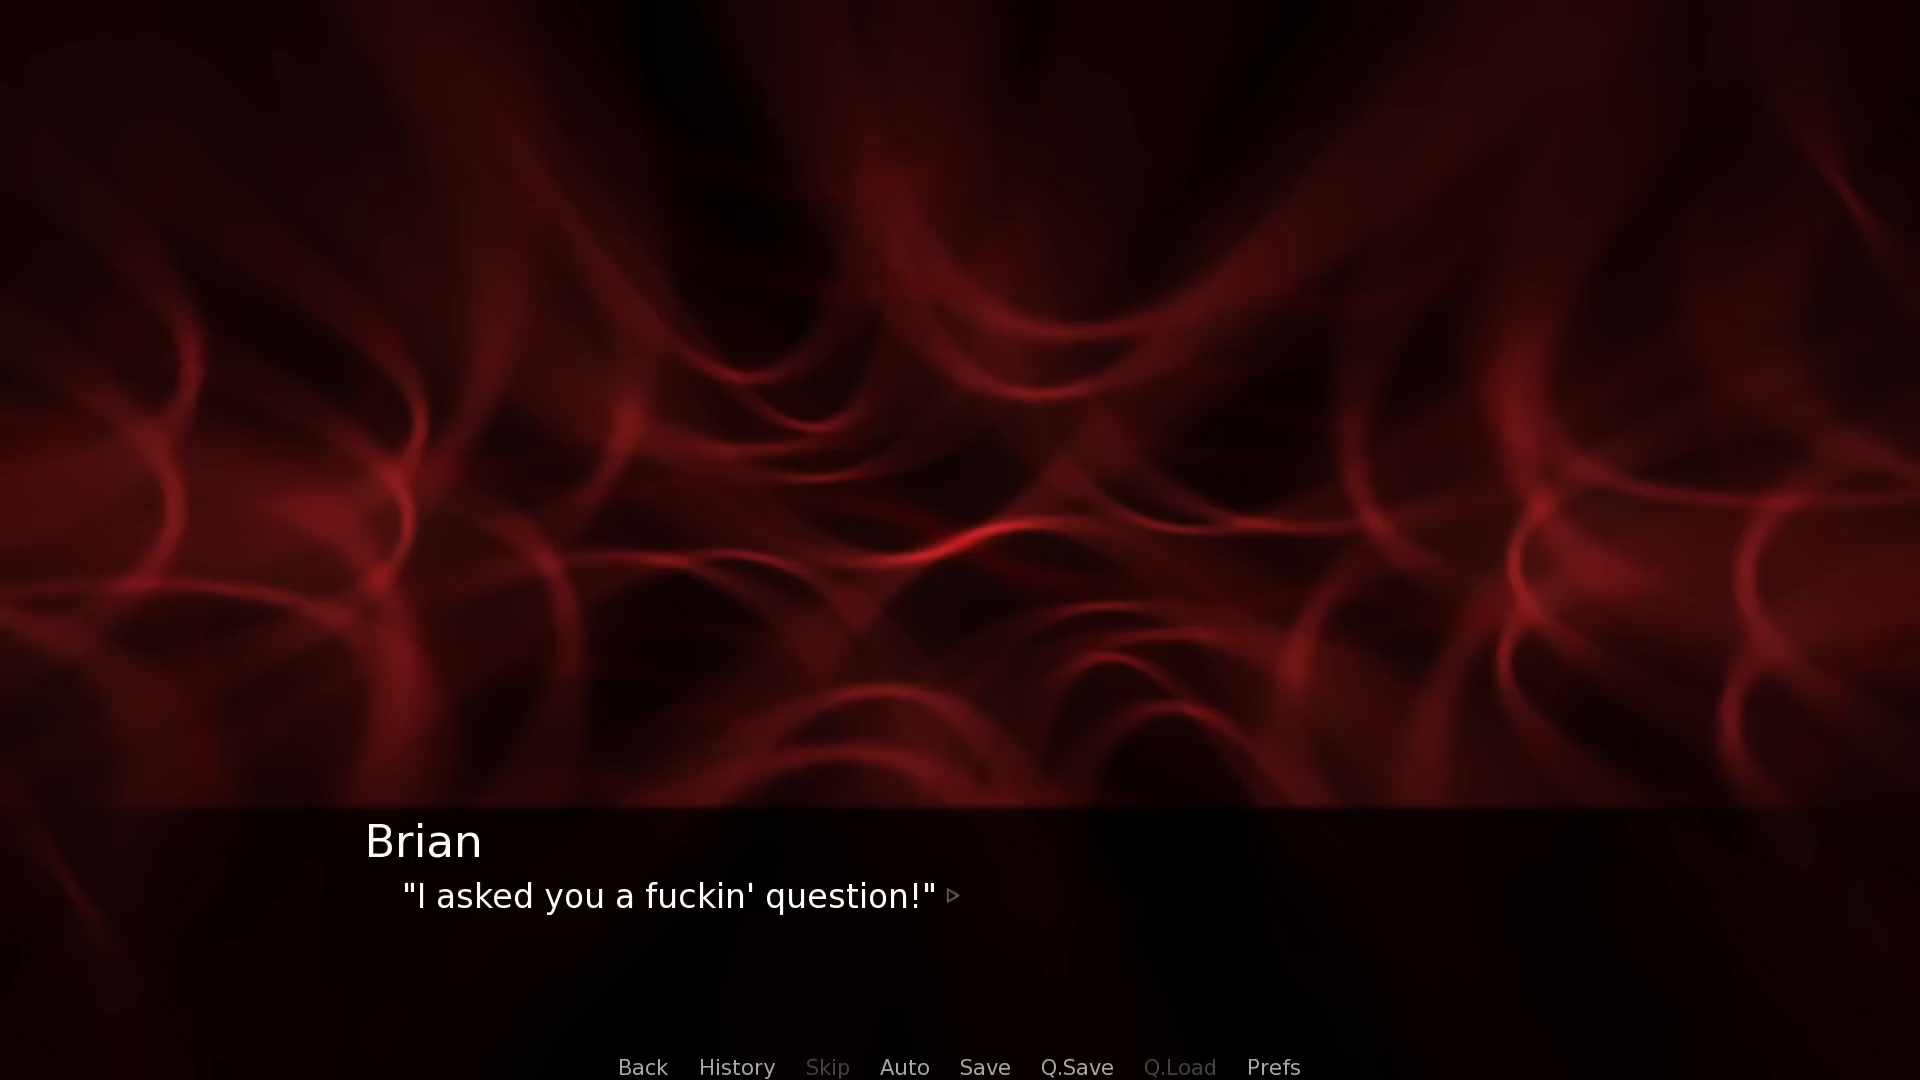 Brian
"I asked you a fuckin' question!"
Back History Skip Auto Save Q.Save Q.Load Prefs